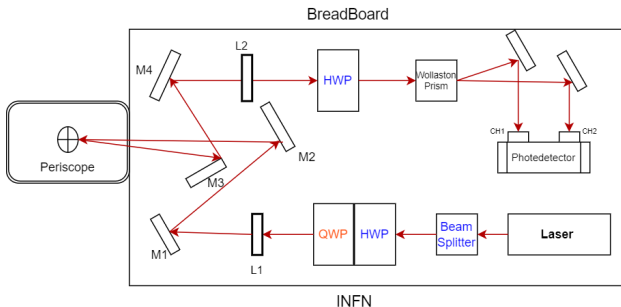 BreadBoard
L2
M4
HWP
Wollaston
Prism
CH1
CH2
M2
Periscope
Photedetector
M3
M1
QWP
HWP
Beam
Splitter
Laser
L1
INFN